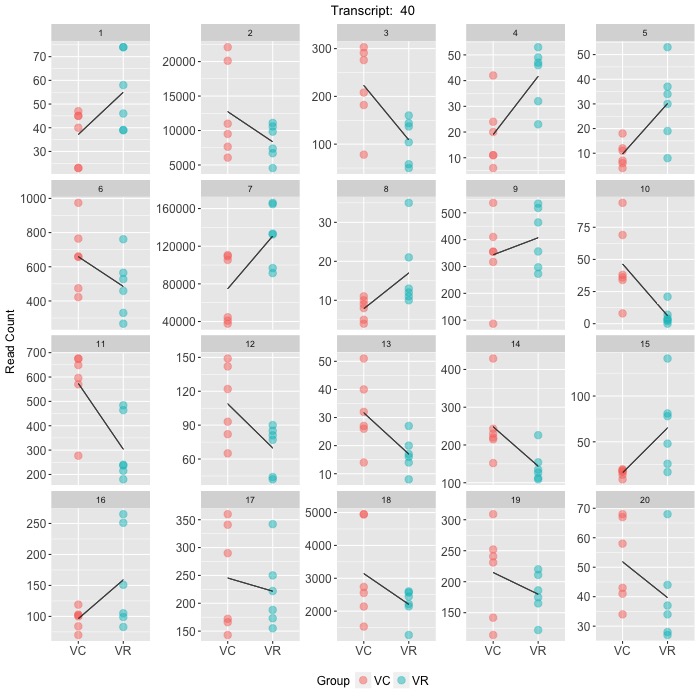 Transcript: 40
1 2 3 4 5
70 60 50 40 30
20000 15000 10000 5000
300 200 100
50 40 30 20 10
50 40 30 20 10
6 7 8 9 10
1000 800 600 400
160000 120000 80000 40000
30 20 10
500 400 300 200 100
75 50 25 0
Read Count
11 12 13 14 15
700 600 500 400 300 200
150 120 90 60
50 40 30 20 10
400 300 200 100
100 50
16 17 18 19 20
250 200 150 100
350 300 250 200 150
5000 4000 3000 2000
300 250 200 150
70 60 50 40 30
VC VR VC VR VC VR VC VR VC VR
Group VC VR